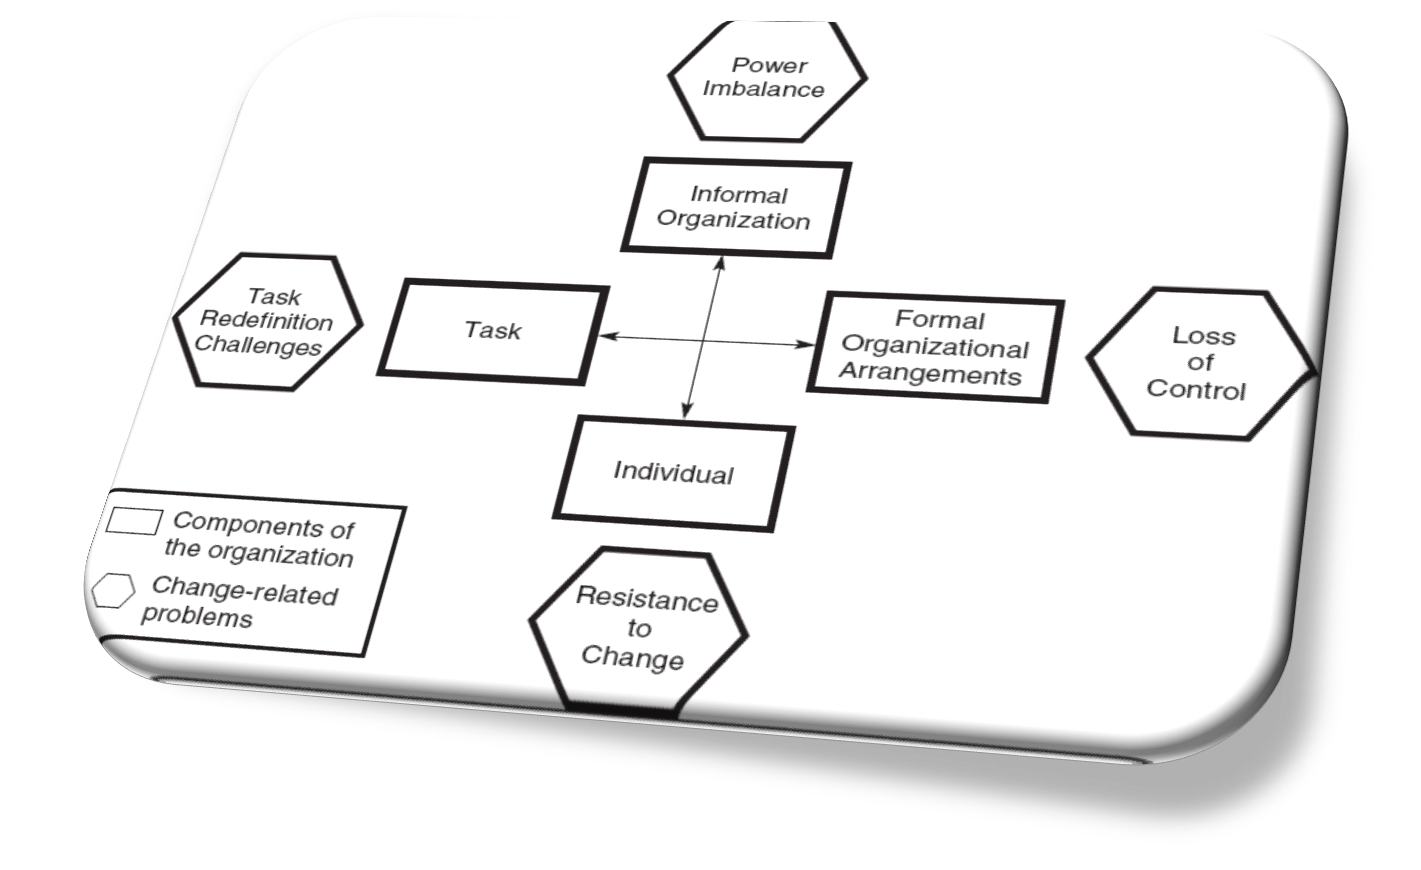 Power
Imbalance
Informal
Organization
Task
Redefinition
Challenges
Task
Formal
Organizational
Arrangements
Loss
of
Control
Individual
Components of
the organization
Change-related
problems
Resistance
to
Change